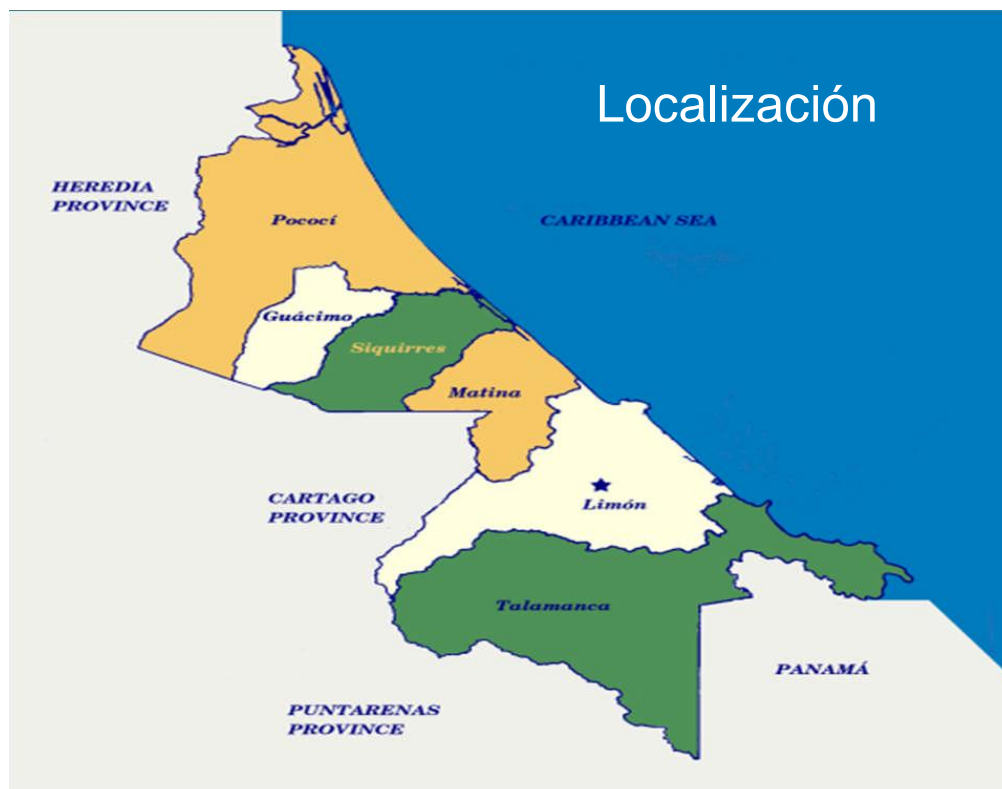 Localización
HEREDIA
PROVINCE
Pococí
CARIBBEAN SEA
Guácimo
Siquirres
Matina
CARTAGO
PROVINCE
Limón
Talamanca
PANAMÁ
PUNTARENAS
PROVINCE